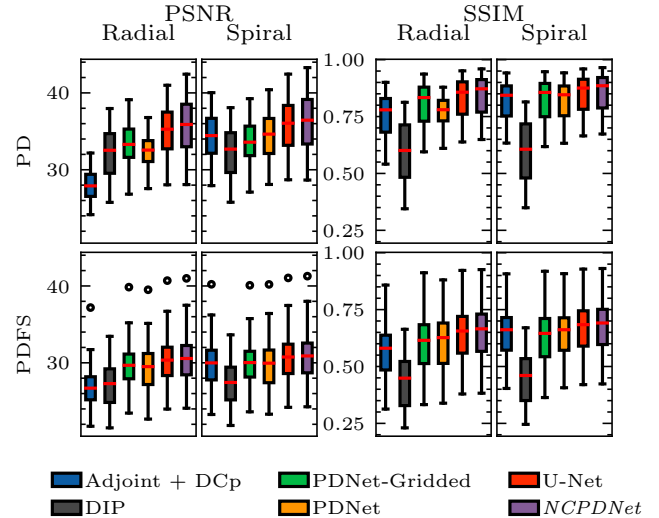 PSNR SSIM
Radial Spiral Radial Spiral
PD
40
30
1.00
0.75
0.50
0.25
PDFS
40
30
1.00
0.75
0.50
0.25
Adjoint + DCp PDNet-Gridded U-Net
DIP PDNet NCPDNet